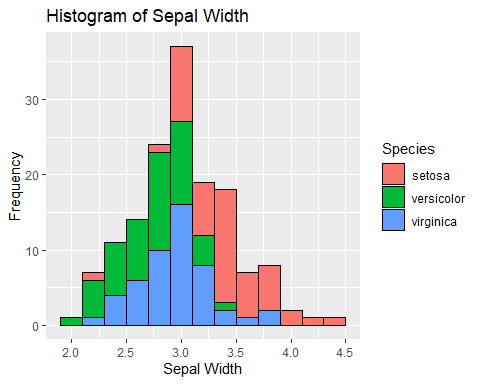 Histogram of Sepal Width
Frequency
30
20
10
0
2.0 2.5 3.0 3.5 4.0 4.5
Sepal Width
Species
setosa
versicolor
virginica